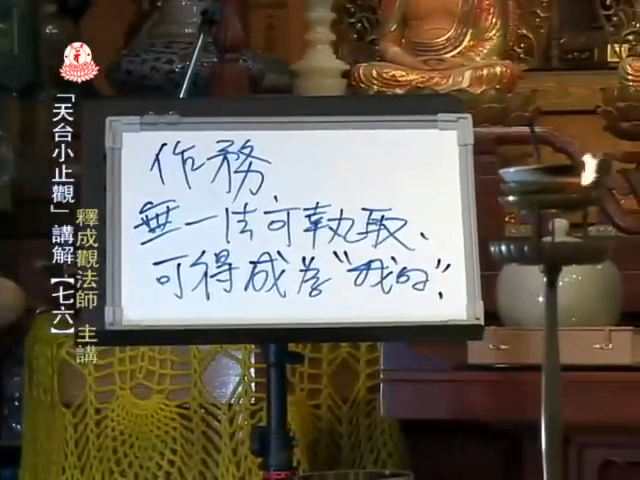 「天台小止觀」講解【七六】
釋成觀法師 主講
作務
無一法可執取、
可得成為“我的”.